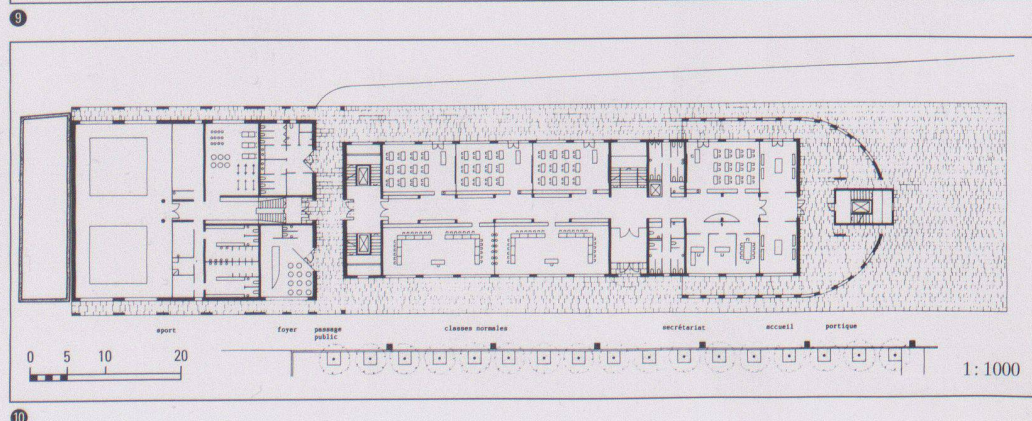 9
sport
foyer
passage
public
classes normales
secrétariat
accueil
portique
0 5 10 20
1:1000
10